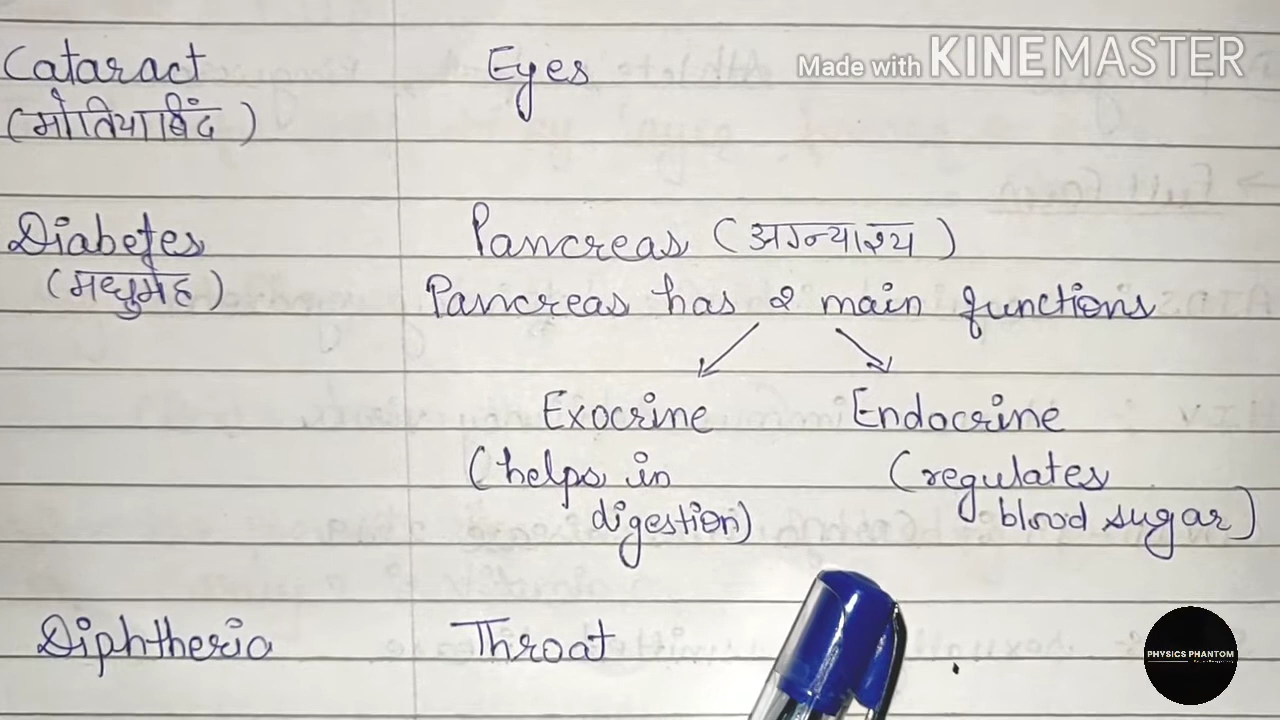 Cataract Eyes
(मोतियाबिंद)
Made with KINEMASTER
Diabetes Pancreas (अग्न्याश्य)
(मधुमेह) Pancreas has 2 main functions
Exocrine Endocrine
(helps in (regulates
digestion) blood sugar)
Diphtheria Throat
PHYSICS PHANTOM